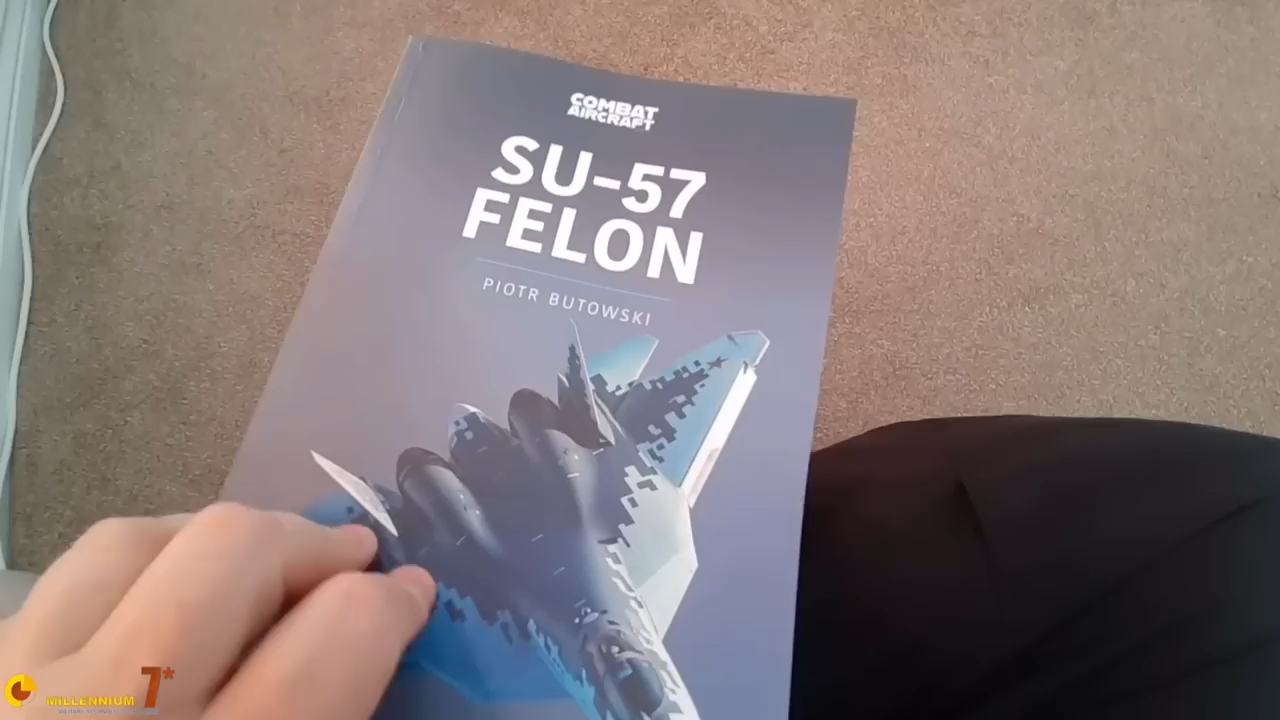 COMBAT
AIRCRAFT
SU-57
FELON
PIOTR BUTOWSKI
MILLENNIUM 7*